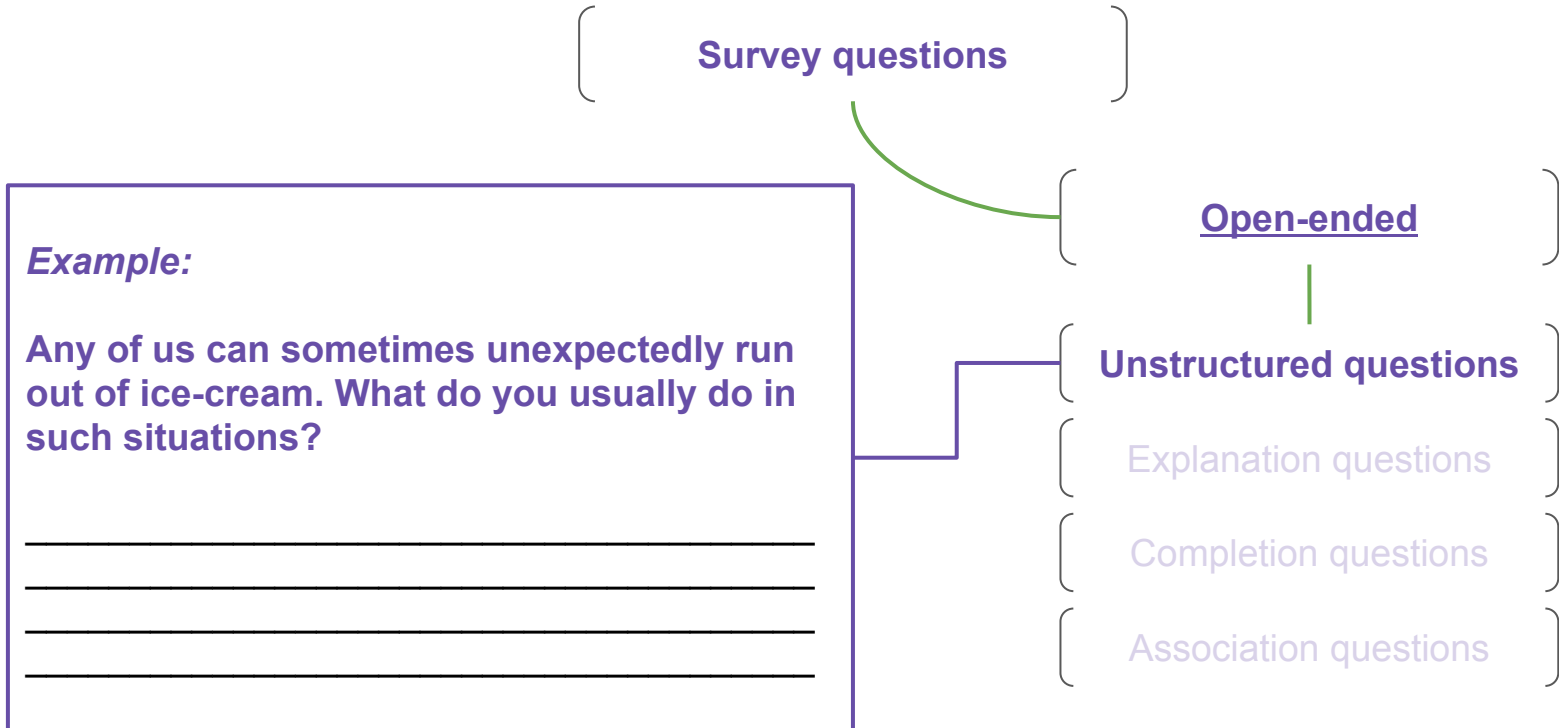 Survey questions
Open-ended
Example:
Any of us can sometimes unexpectedly run
out of ice-cream. What do you usually do in
such situations?
Unstructured questions
Explanation questions
Completion questions
Association questions